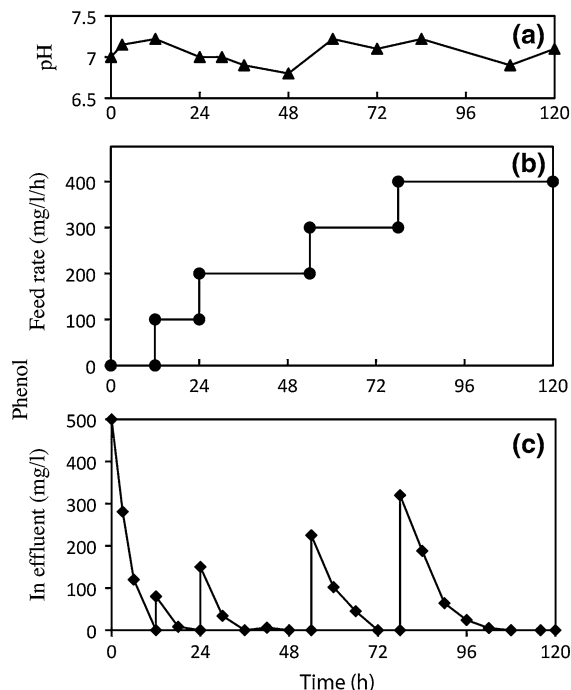 (a)
pH
7.5
7
6.5
0 24 48 72 96 120
(b)
Feed rate (mg/l/h)
400
300
200
100
0
0 24 48 72 96 120
Phenol
(c)
In effluent (mg/l)
500
400
300
200
100
0
0 24 48 72 96 120
Time (h)